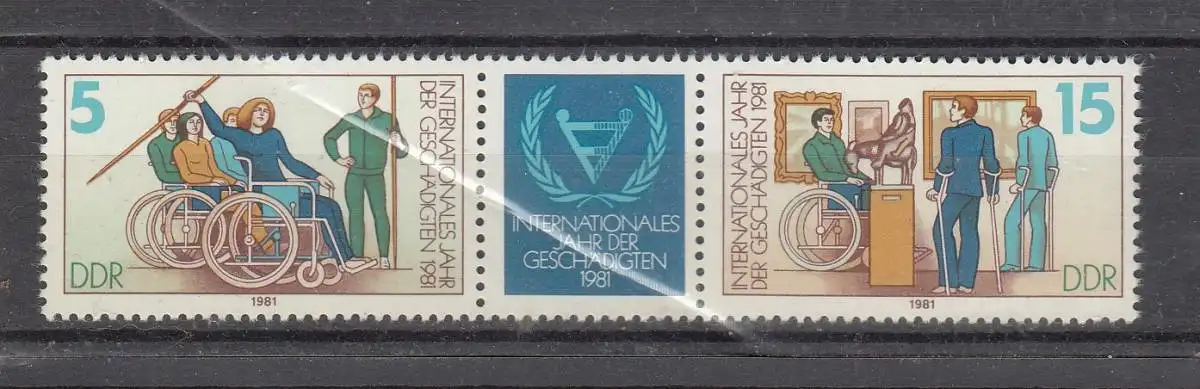 5
INTERNATIONALES JAHR
DER GESCHÄDIGTEN 1981
DDR
1981
INTERNATIONALES
JAHR DER
GESCHÄDIGTEN
1981
INTERNATIONALES JAHR
DER GESCHÄDIGTEN 1981
15
DDR
1981